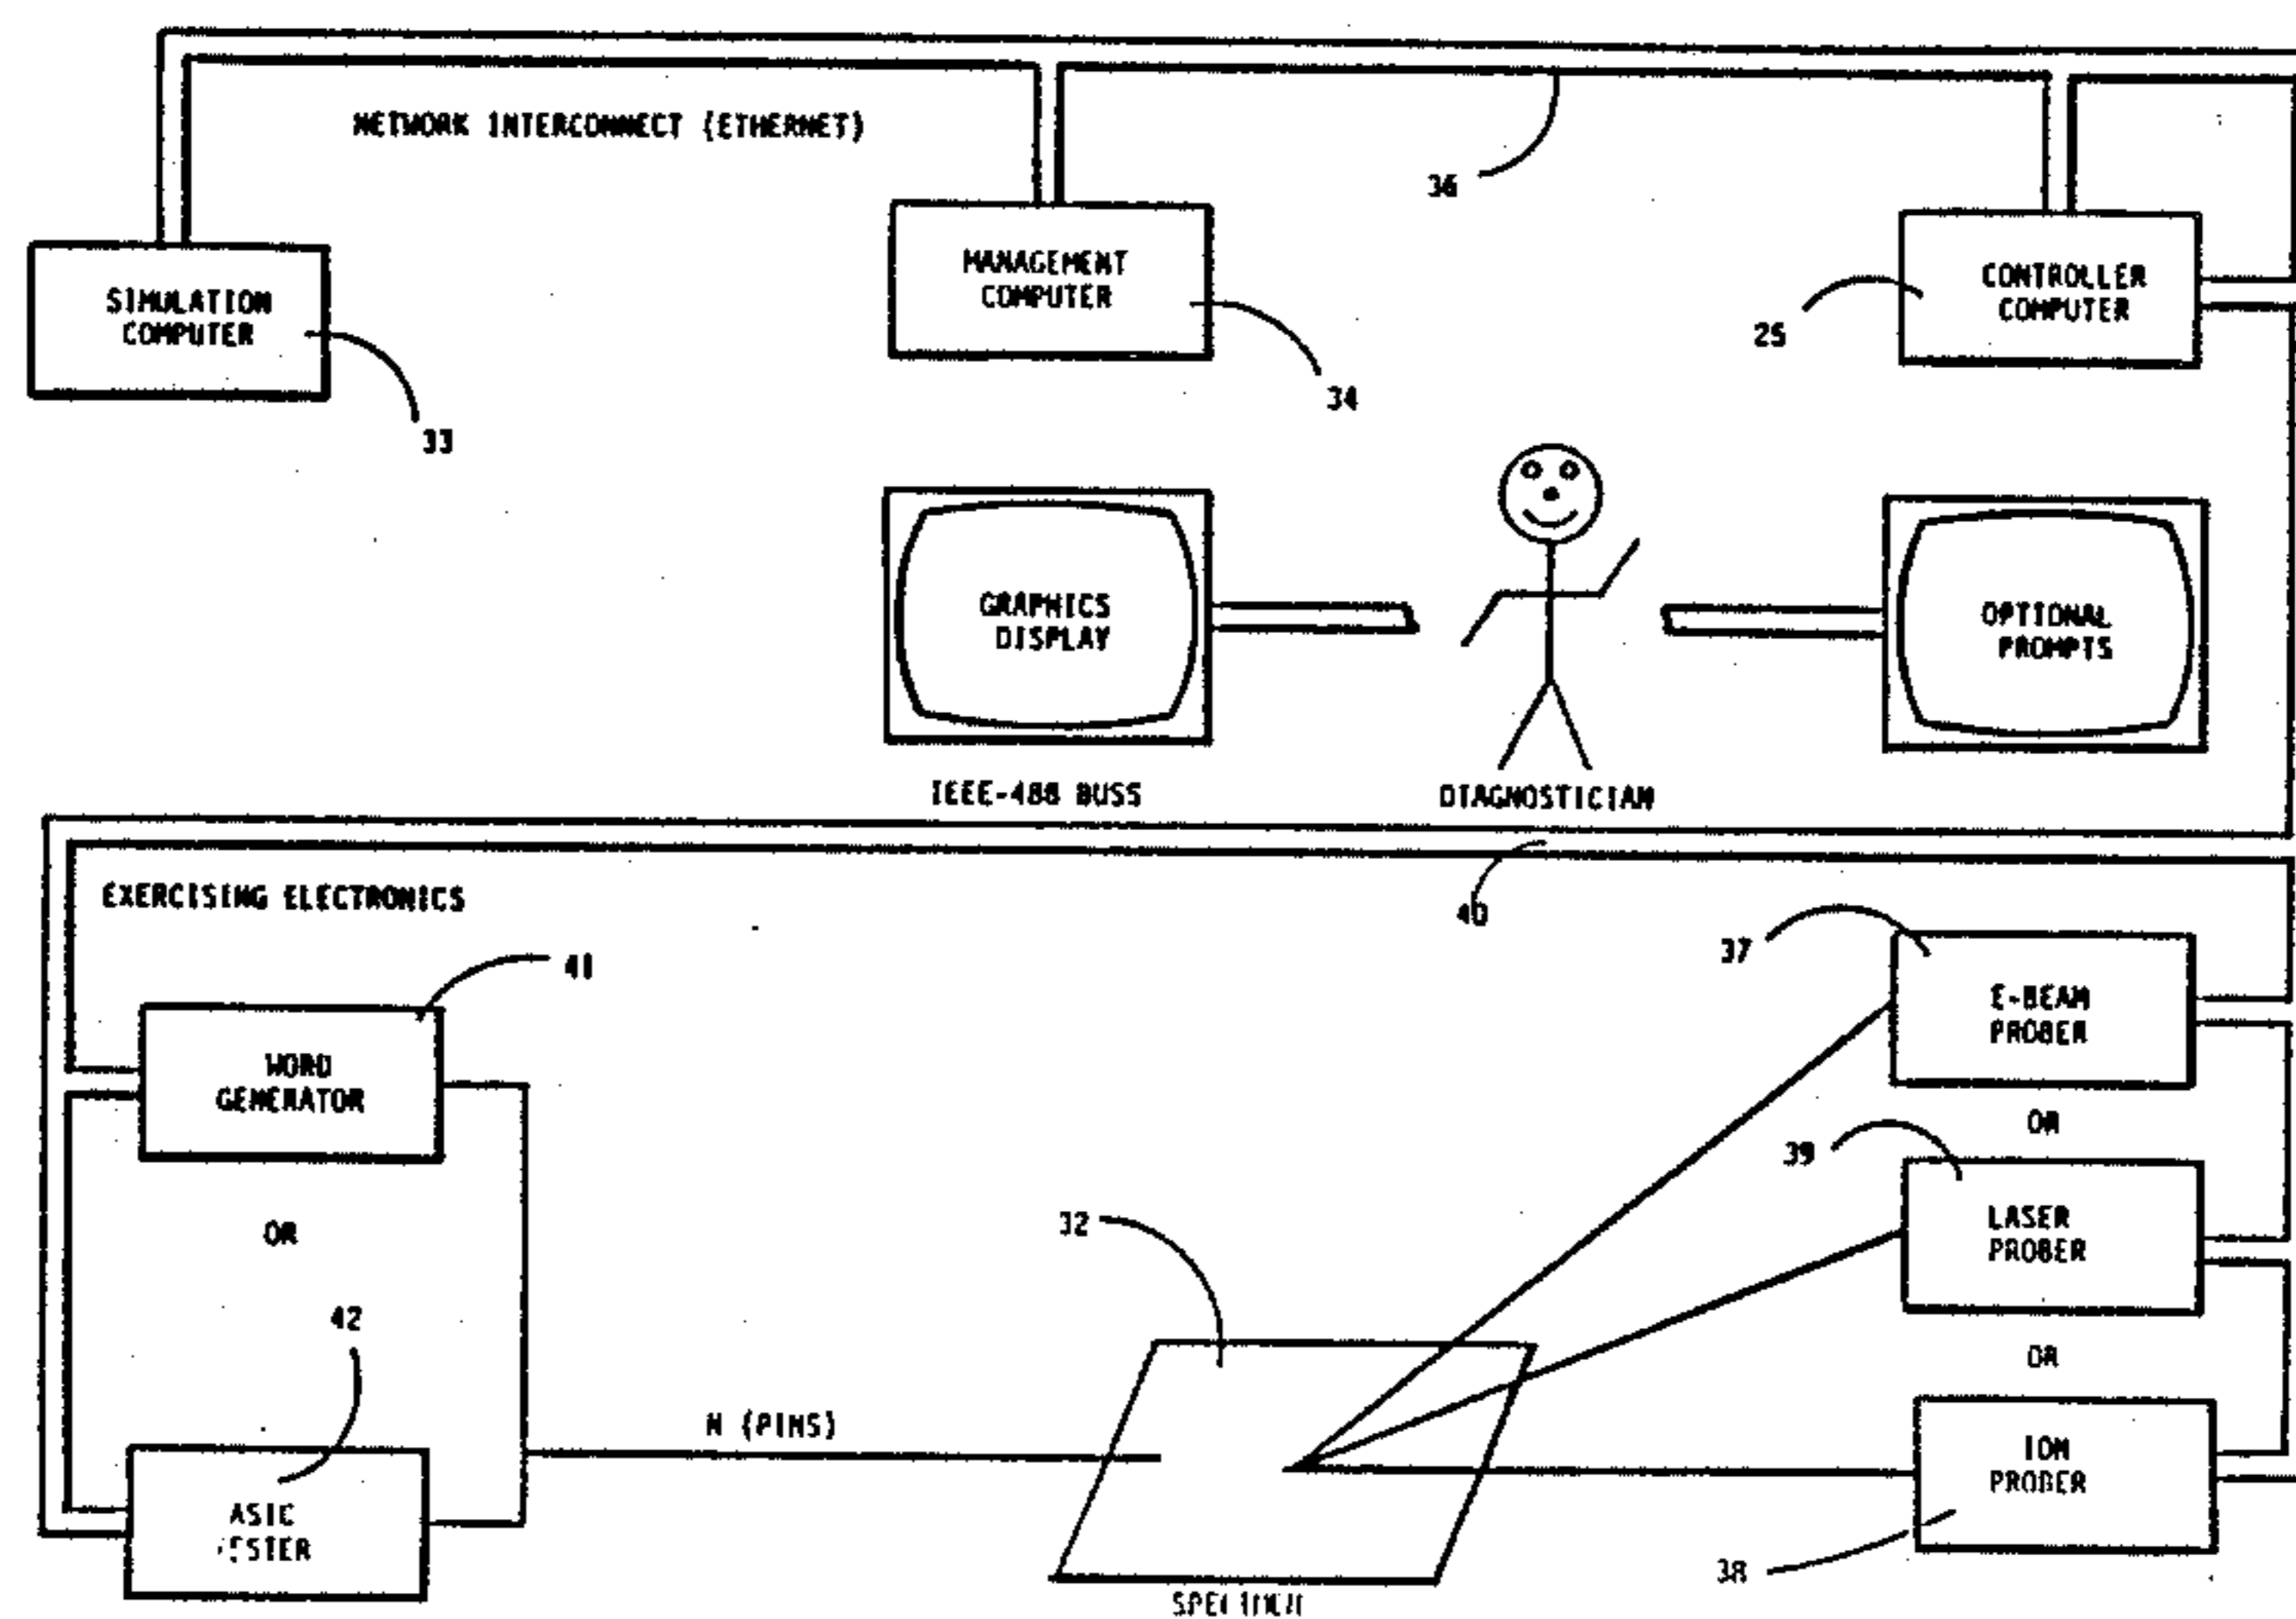 NETWORK INTERCONNECT (ETHERNET)
36
SIMULATION
COMPUTER
33
MANAGEMENT
COMPUTER
34
CONTROLLER
COMPUTER
25
GRAPHICS
DISPLAY
OPTIONAL
PROMPTS
IEEE-488 BUSS
DIAGNOSTICIAN
40
EXERCISING ELECTRONICS
41
WORD
GENERATOR
OR
42
ASIC
N (PINS)
32
SPECIMEN
37
E-BEAM
PROBER
OR
39
LASER
PROBER
OR
ION
PROBER
38